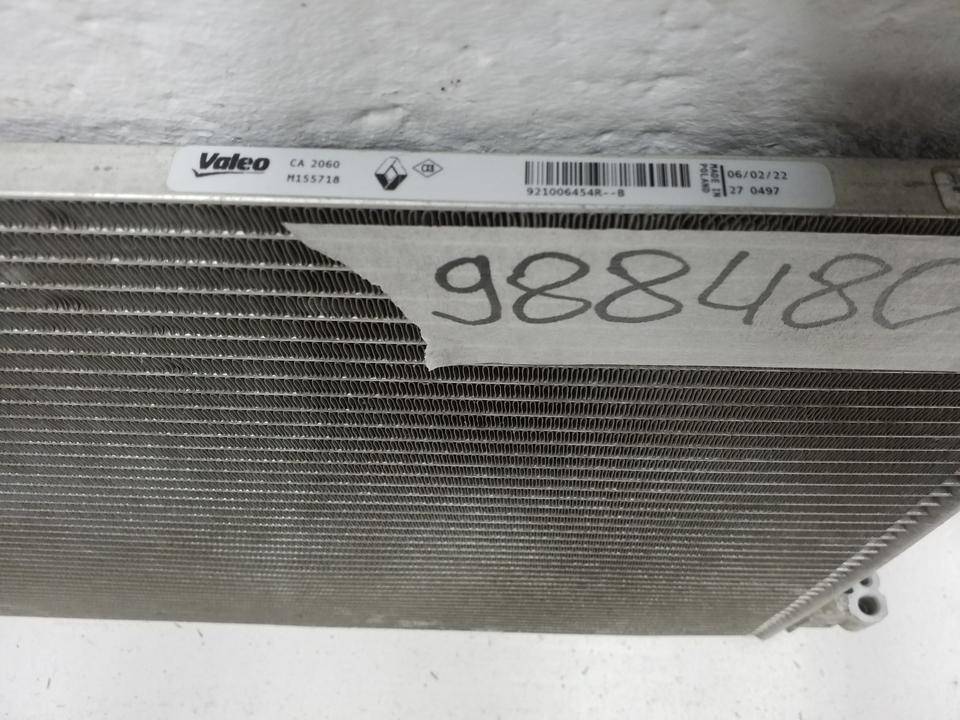 Valeo
CA 2060
M155718
921006454R--B
MADE IN
POLAND
06/02/22
27 0497
988480